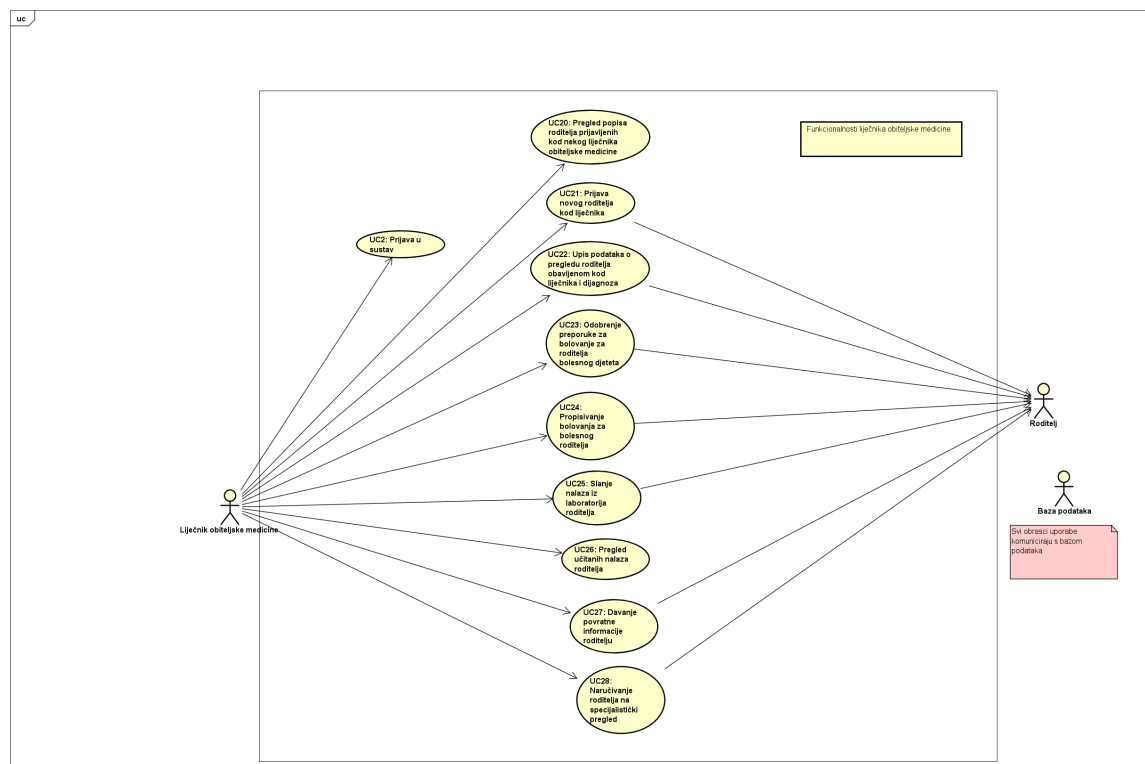 uc
UC20: Pregled popisa
roditelja prijavljenih
kod nekog liječnika
obiteljske medicine
Funkcionalnosti liječnika obiteljske medicine
UC21: Prijava
novog roditelja
kod liječnika
UC2: Prijava u
sustav
UC22: Upis podataka o
pregledu roditelja
obavljenom kod
liječnika i dijagnoza
UC23: Odobrenje
preporuke za
bolovanje za
roditelja
bolesnog djeteta
UC24:
Propisivanje
bolovanja za
bolesnog
roditelja
Roditelj
UC25: Slanje
nalaza iz
laboratorija
roditelja
Liječnik obiteljske medicine
Baza podataka
Svi obrasci uporabe
komuniciraju s bazom
podataka
UC26: Pregled
učitanih nalaza
roditelja
UC27: Davanje
povratne
informacije
roditelju
UC28:
Naručivanje
roditelja na
specijalistički
pregled